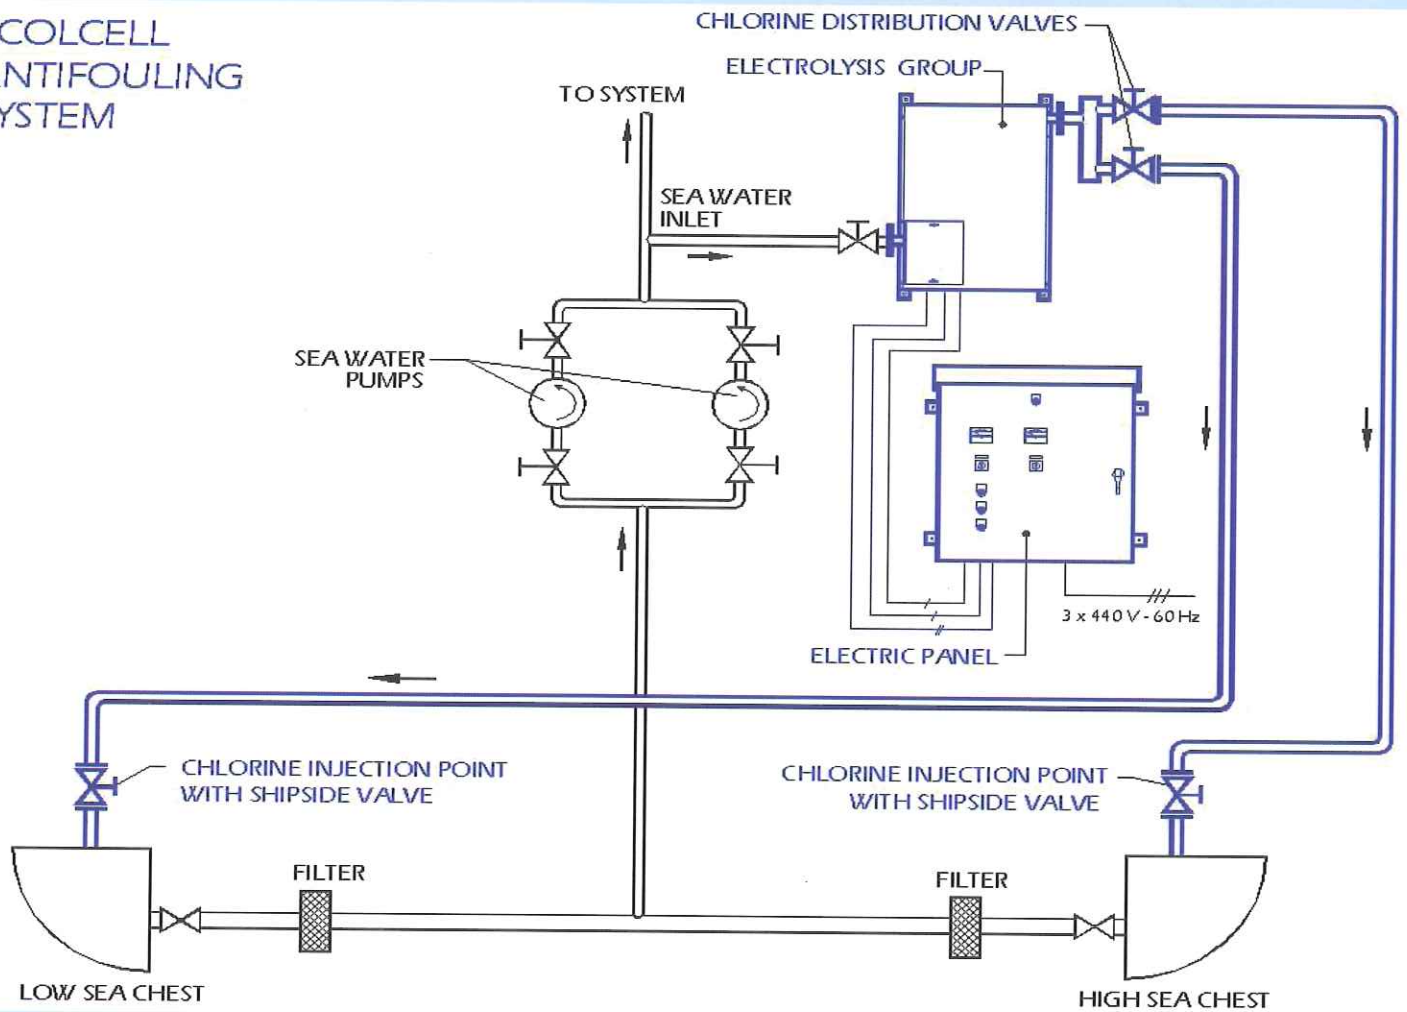 COLCELL
ANTIFOULING
YSTEM
CHLORINE DISTRIBUTION VALVES
ELECTROLYSIS GROUP
TO SYSTEM
SEA WATER
INLET
SEA WATER
PUMPS
3 x 440 V - 60 Hz
ELECTRIC PANEL
CHLORINE INJECTION POINT
WITH SHIPSIDE VALVE
CHLORINE INJECTION POINT
WITH SHIPSIDE VALVE
FILTER
FILTER
LOW SEA CHEST
HIGH SEA CHEST